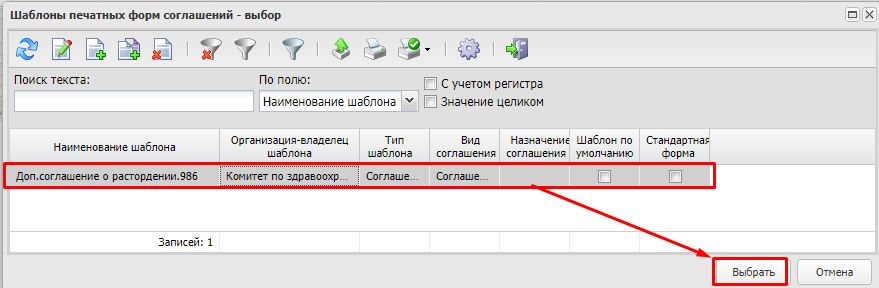 Шаблоны печатных форм соглашений - выбор
Поиск текста:
По полю:
С учетом регистра
Наименование шаблона
Значение целиком
Наименование шаблона
Организация-владелец
шаблона
Тип
шаблона
Вид
соглашения
Назначение
соглашения
Шаблон по
умолчанию
Стандартная
форма
Доп.соглашение о растордении.986
Комитет по здравоохр...
Соглаше...
Соглаше...
Записей: 1
Выбрать
Отмена